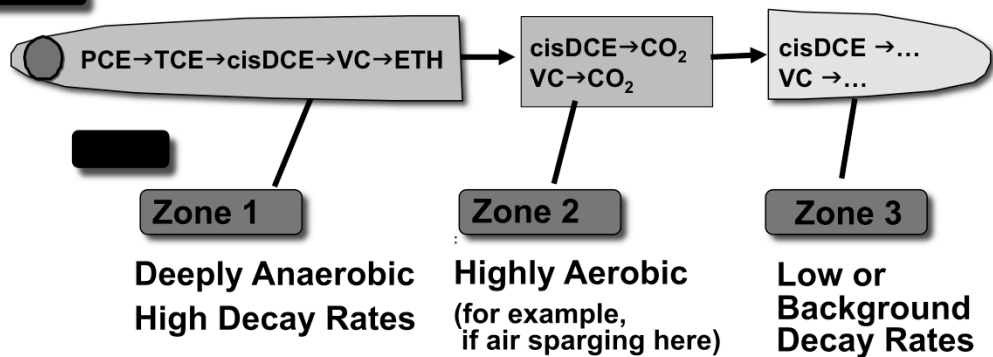 PCE→TCE→cisDCE→VC→ETH
cisDCE→CO₂
VC→CO₂
cisDCE →...
VC →...
Zone 1
Zone 2
Zone 3
:
Deeply Anaerobic
High Decay Rates
Highly Aerobic
(for example,
if air sparging here)
Low or
Background
Decay Rates